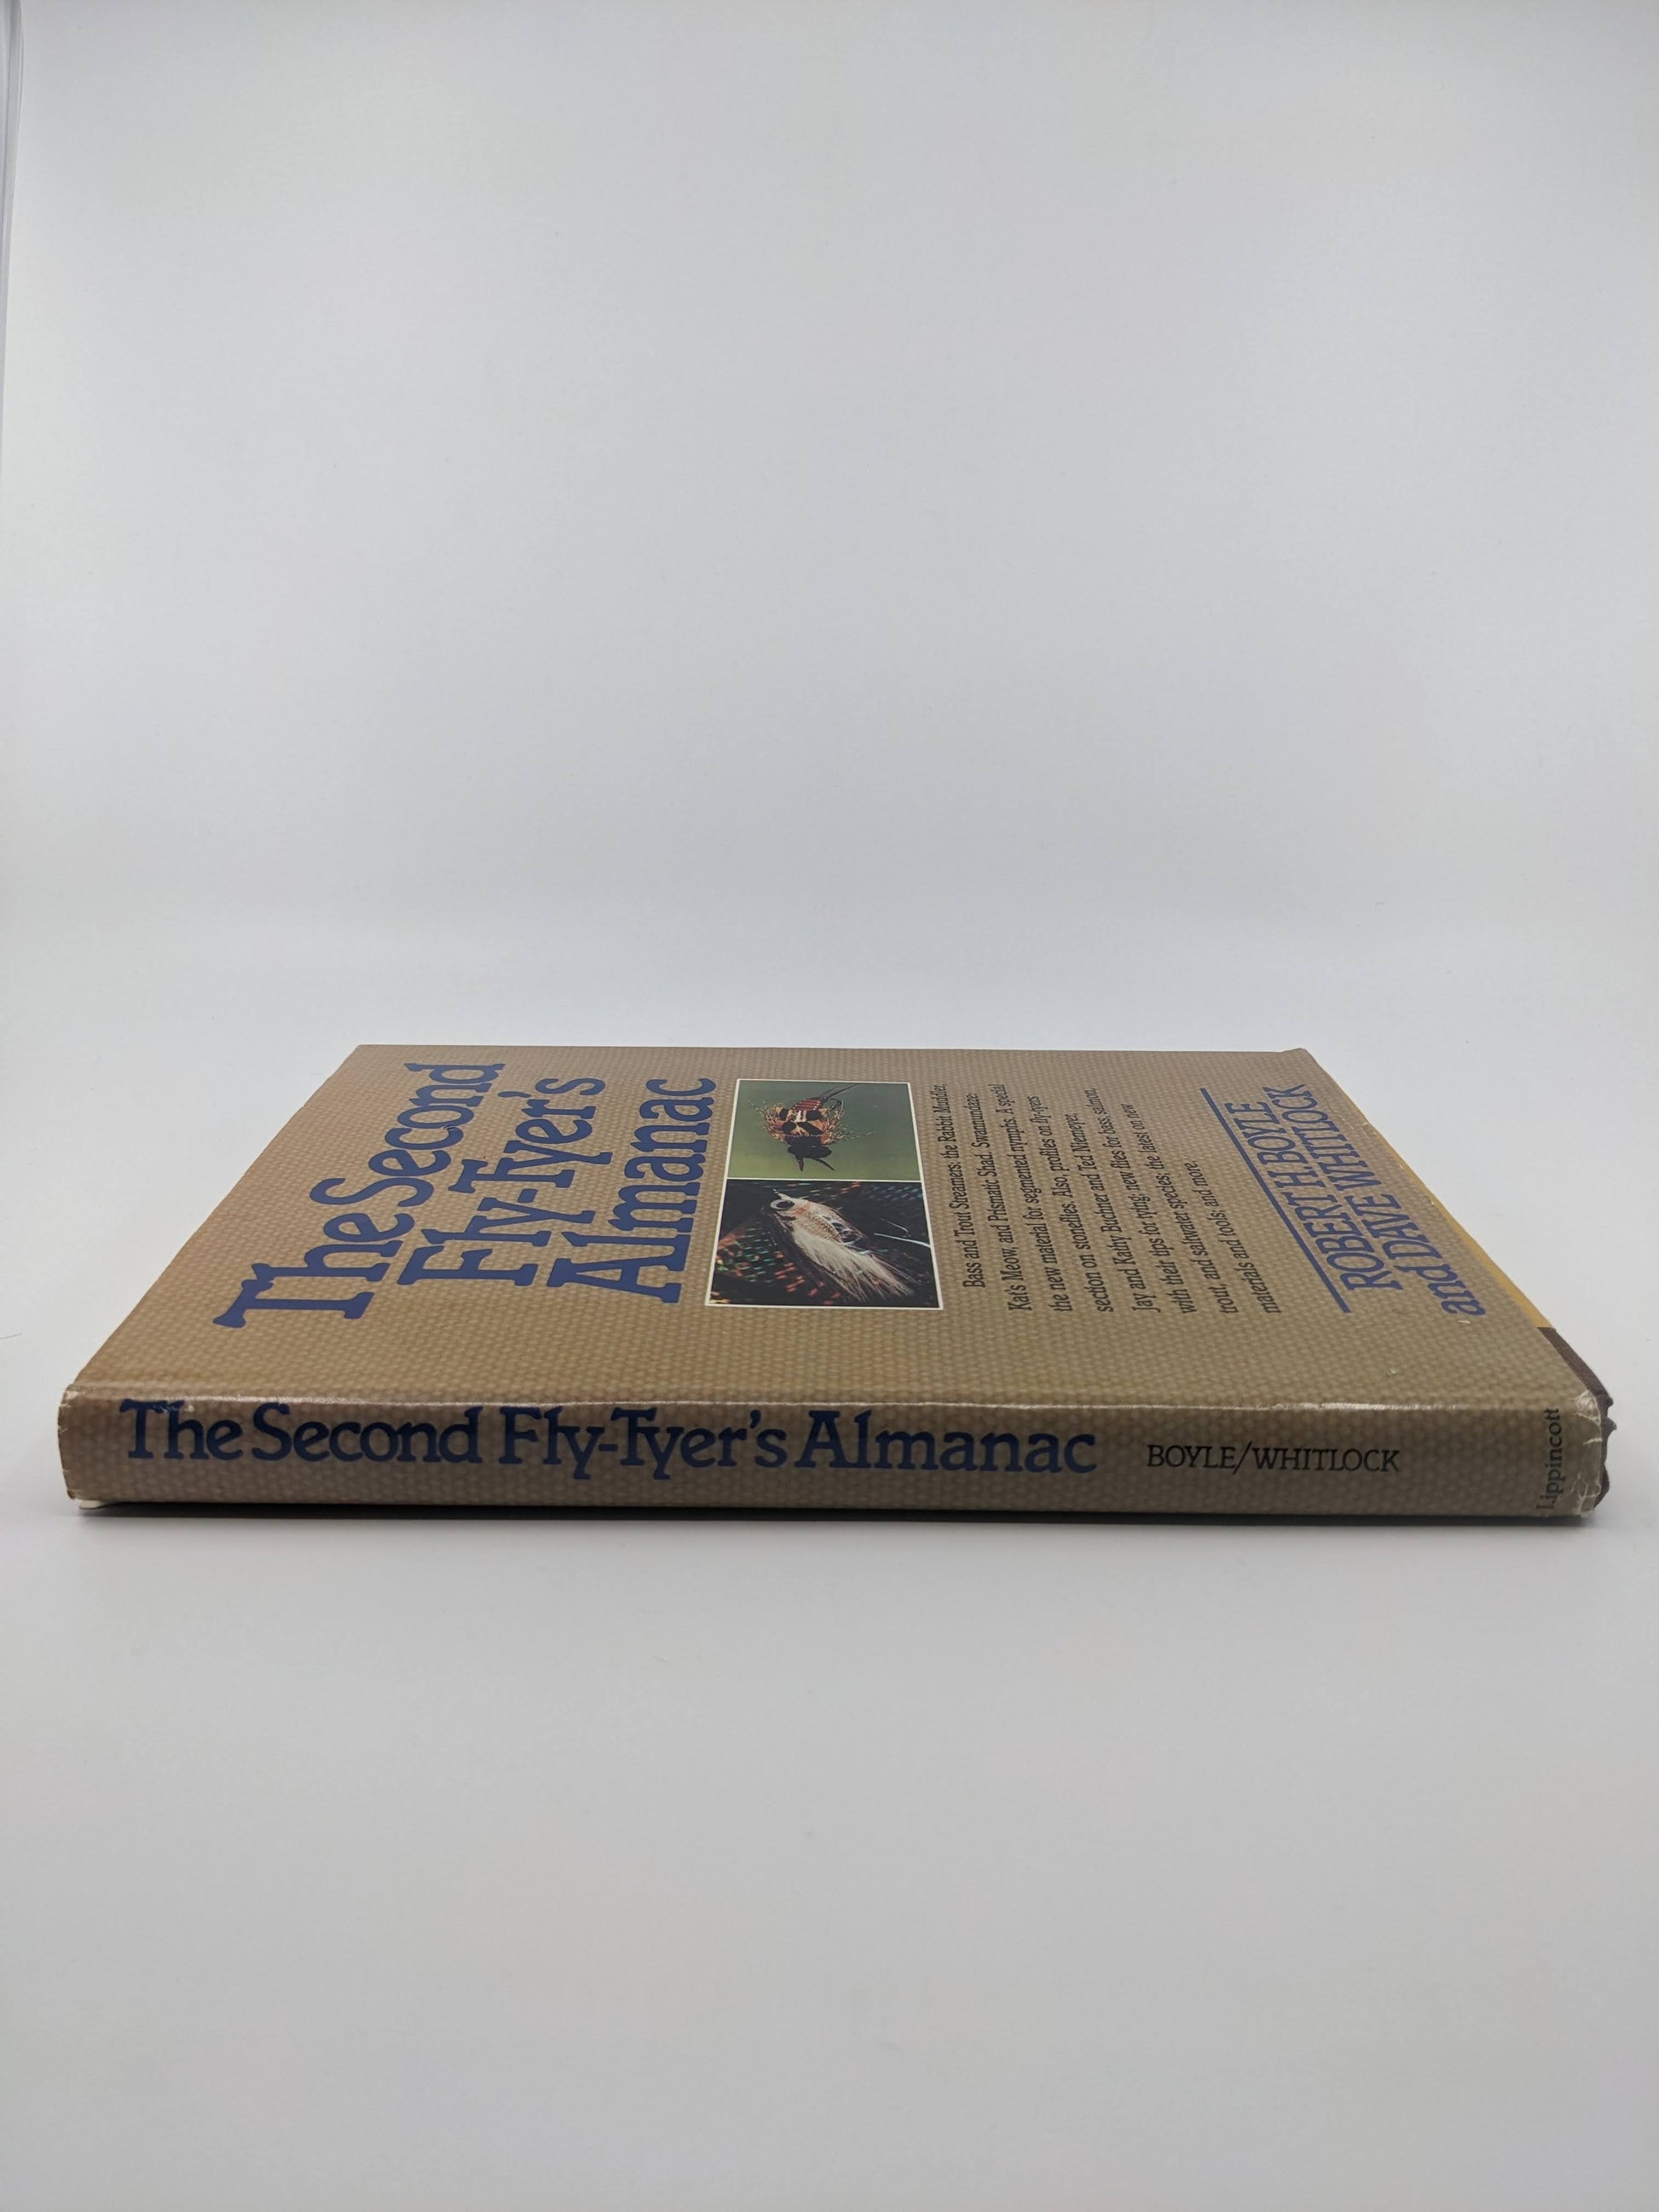 The Second
Fly-Tyer's
Almanac
Bass and Trout Streamers: the Rabbit Muddler,
Kat's Meow, and Prismatic Shad. Swannundaze:
the new material for segmented nymphs. A special
section on stoneflies. Also, profiles on fly-tyers
Jay and Kathy Buchner and Ted Niemeyer,
with their tips for tying; new flies for bass, salmon,
trout, and saltwater species; the latest on new
materials and tools; and more.
ROBERT H. BOYLE
and DAVE WHITLOCK
The Second Fly-Tyer's Almanac BOYLE/WHITLOCK Lippincott